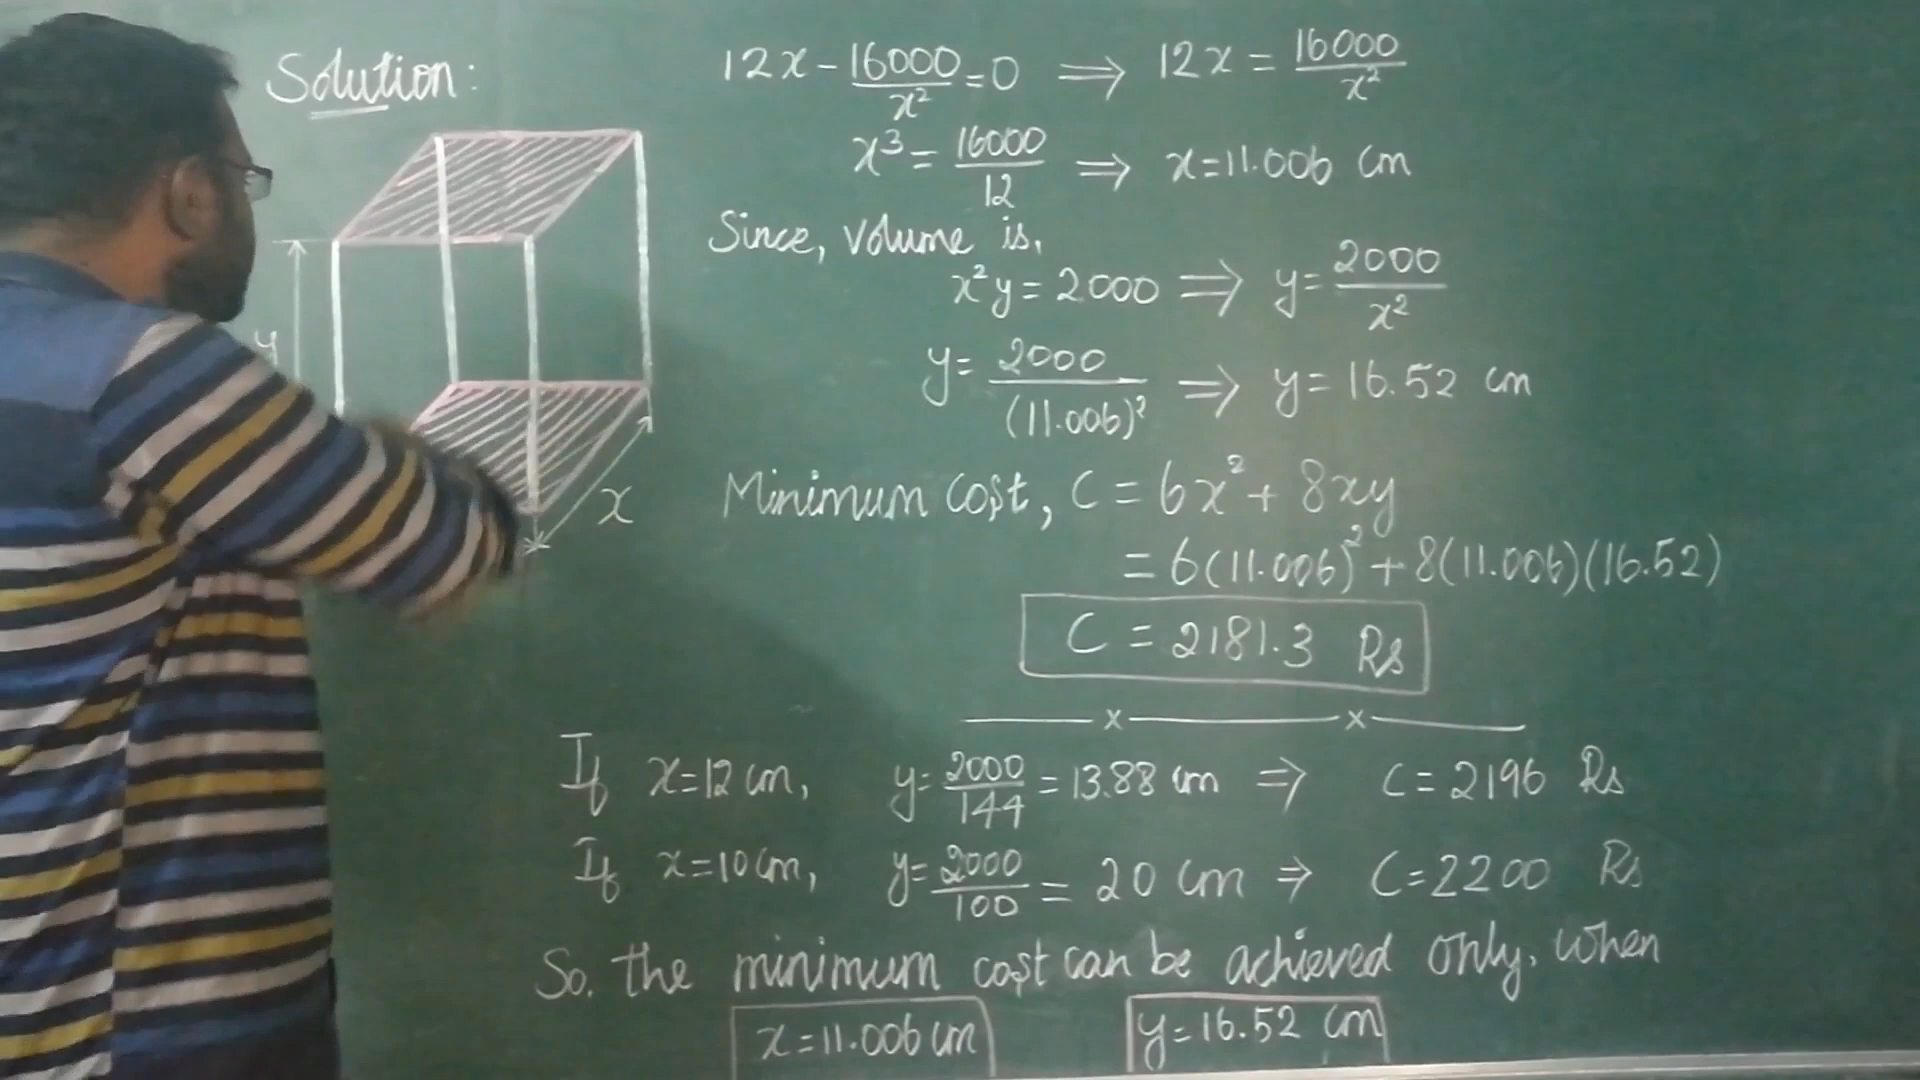 Solution:
y
x
12x - 16000/x² = 0 ⟹ 12x = 16000/x²
x³ = 16000/12 ⟹ x = 11.006 cm
Since, volume is,
x²y = 2000 ⟹ y = 2000/x²
y = 2000/(11.006)² ⟹ y = 16.52 cm
Minimum cost, C = 6x² + 8xy
= 6(11.006)² + 8(11.006)(16.52)
C = 2181.3 Rs
x x
If x=12 cm, y = 2000/144 = 13.88 cm ⟹ C = 2196 Rs
If x=10 cm, y = 2000/100 = 20 cm ⟹ C = 2200 Rs
So, the minimum cost can be achieved only, when
x = 11.006 cm y = 16.52 cm